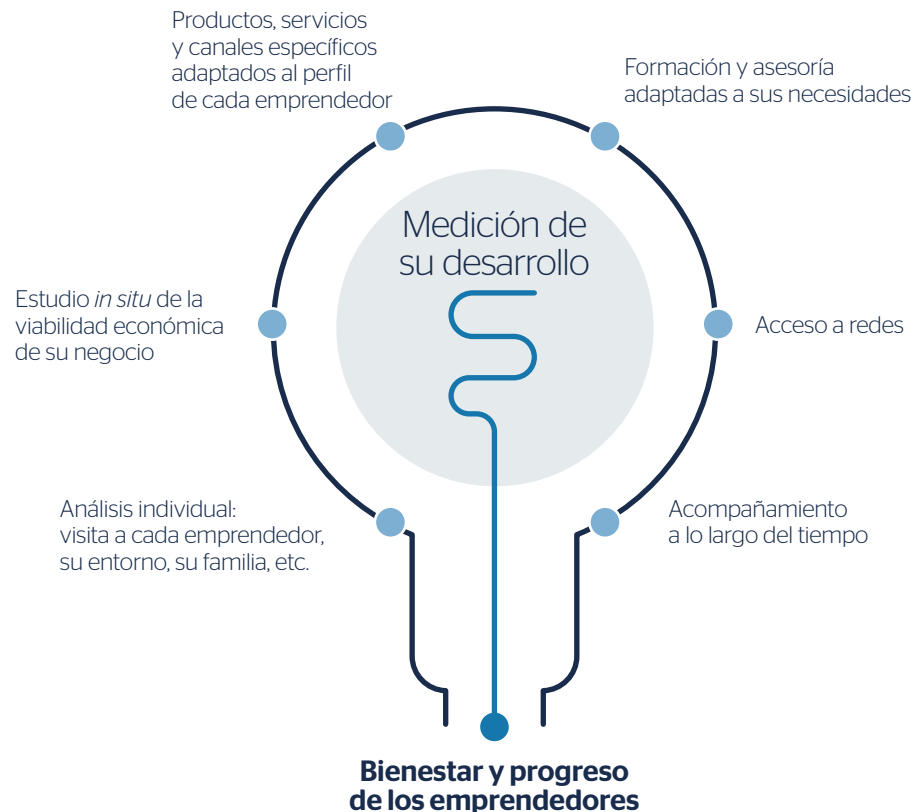 Productos, servicios
y canales específicos
adaptados al perfil
de cada emprendedor
Formación y asesoría
adaptadas a sus necesidades
Medición de
su desarrollo
Estudio in situ de la
viabilidad económica
de su negocio
Acceso a redes
Análisis individual:
visita a cada emprendedor,
su entorno, su familia, etc.
Acompañamiento
a lo largo del tiempo
Bienestar y progreso
de los emprendedores